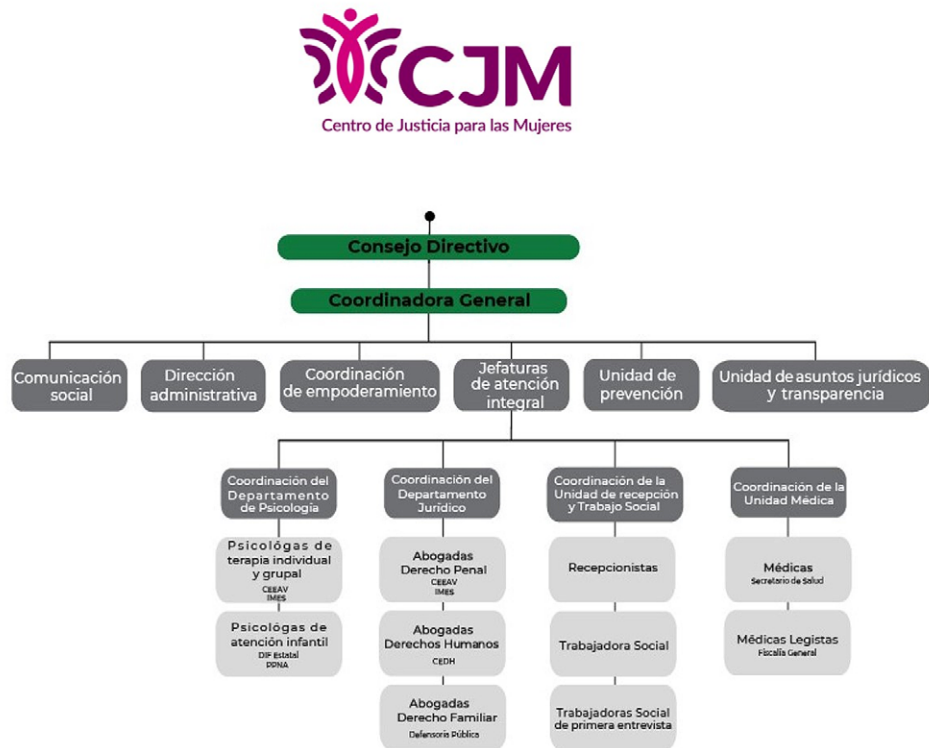 CJM
Centro de Justicia para las Mujeres
Consejo Directivo
Coordinadora General
Comunicación
social
Dirección
administrativa
Coordinación
de empoderamiento
Jefaturas
de atención
integral
Unidad de
prevención
Unidad de asuntos jurídicos
y transparencia
Coordinación del
Departamento
de Psicología
Psicológas de
terapia individual
y grupal
CEEAV
IMES
Psicológas de
atención infantil
DIF Estatal
PPNA
Coordinación del
Departamento
Jurídico
Abogadas
Derecho Penal
CEEAV
IMES
Abogadas
Derechos Humanos
CEDH
Abogadas
Derecho Familiar
Defensoría Pública
Coordinación de la
Unidad de recepción
y Trabajo Social
Recepcionistas
Trabajadora Social
Trabajadoras Social
de primera entrevista
Coordinación de la
Unidad Médica
Médicas
Secretario de Salud
Médicas Legistas
Fiscalía General